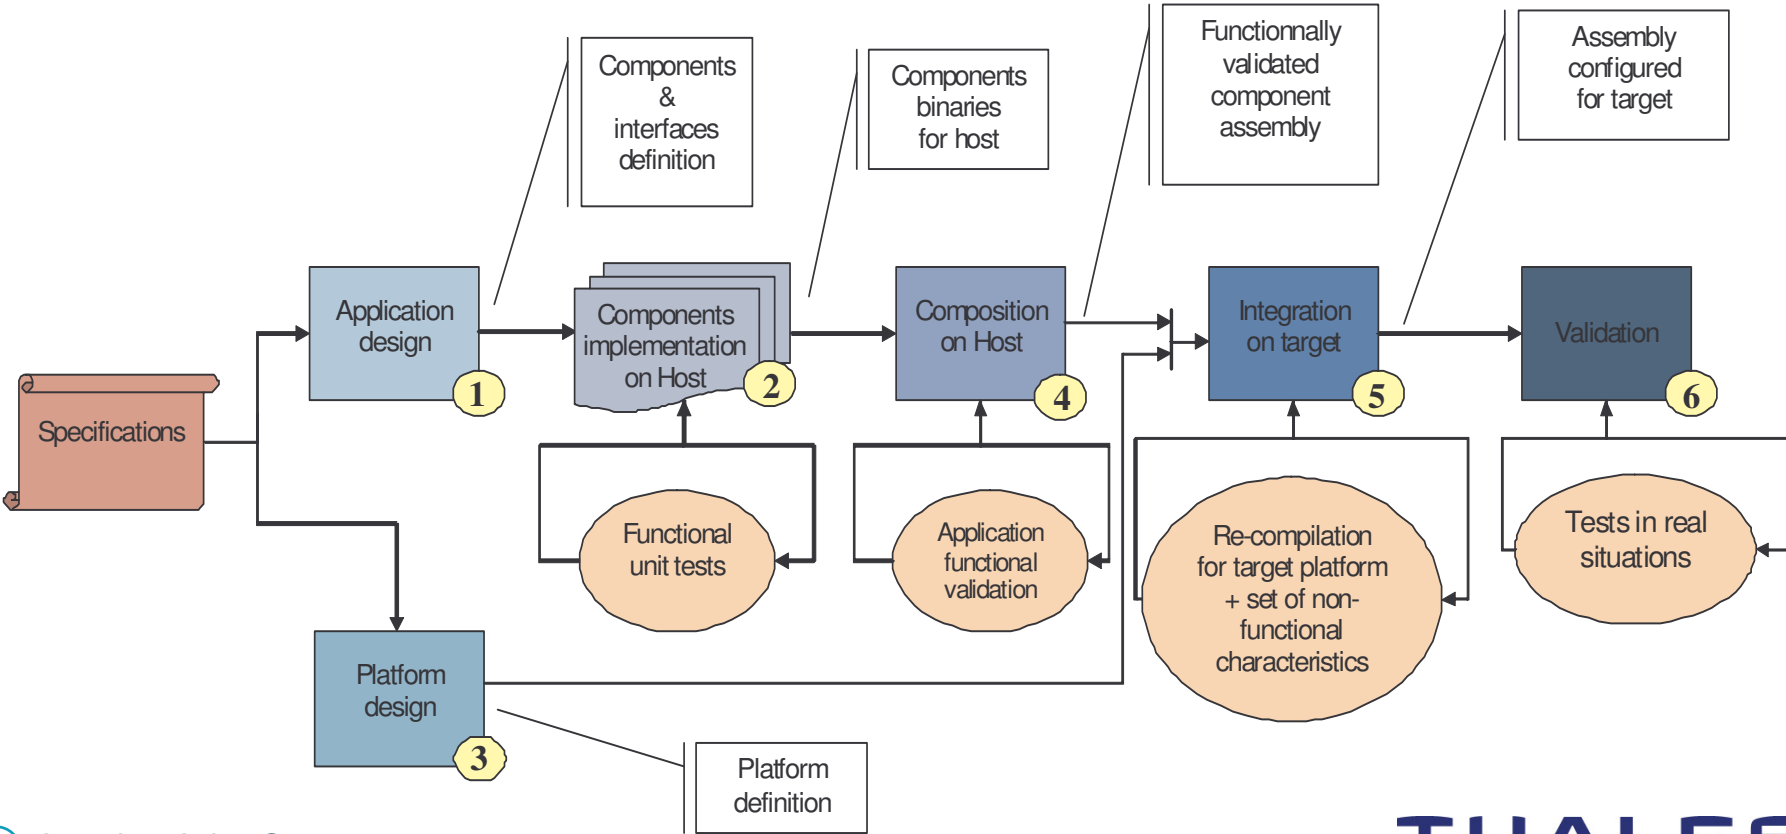 Components
&
interfaces
definition
Components
binaries
for host
Functionnally
validated
component
assembly
Assembly
configured
for target
Specifications
Application
design
1
Components
implementation
on Host
2
Composition
on Host
4
Integration
on target
5
Validation
6
Functional
unit tests
Application
functional
validation
Re-compilation
for target platform
+ set of non-
functional
characteristics
Tests in real
situations
Platform
design
3
Platform
definition
THALES